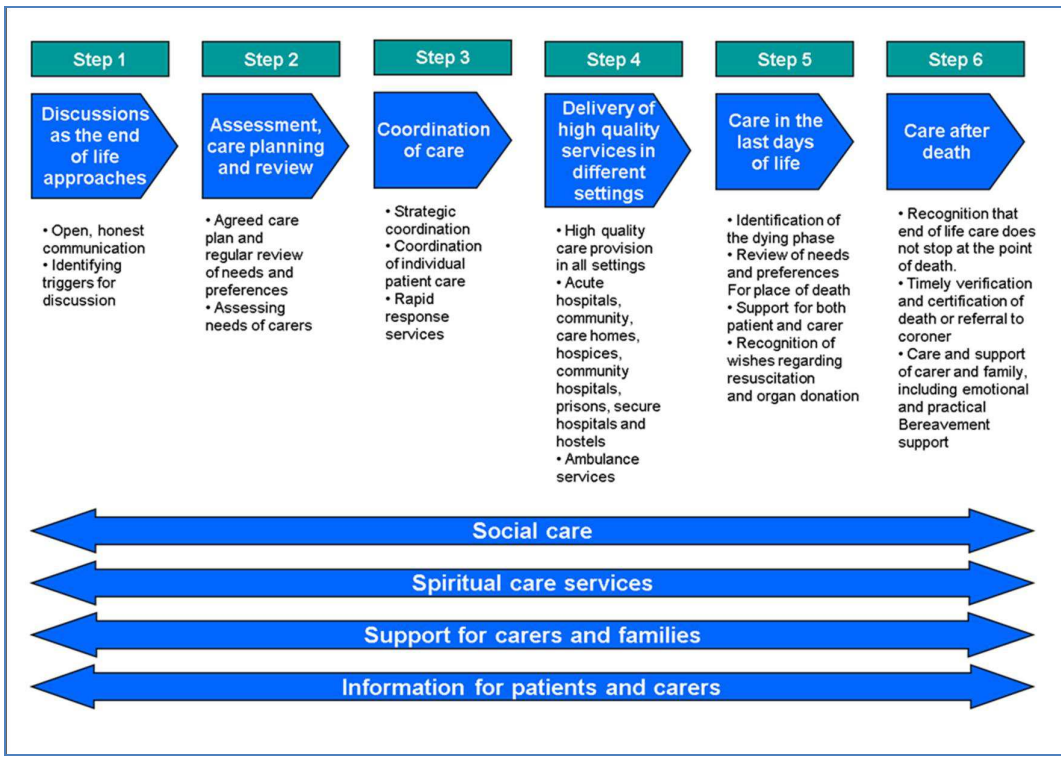 Step 1
Step 2
Step 3
Step 4
Step 5
Step 6
Discussions
as the end
of life
approaches
Assessment,
care planning
and review
Coordination
of care
Delivery of
high quality
services in
different
settings
Care in the
last days
of life
Care after
death
• Open, honest
communication
• Identifying
triggers for
discussion
• Agreed care
plan and
regular review
of needs and
preferences
• Assessing
needs of carers
• Strategic
coordination
• Coordination
of individual
patient care
• Rapid
response
services
• High quality
care provision
in all settings
• Acute
hospitals,
community,
care homes,
hospices,
community
hospitals,
prisons, secure
hospitals and
hostels
• Ambulance
services
• Identification of
the dying phase
• Review of needs
and preferences
For place of death
• Support for both
patient and carer
• Recognition of
wishes regarding
resuscitation
and organ donation
• Recognition that
end of life care does
not stop at the point
of death.
• Timely verification
and certification of
death or referral to
coroner
• Care and support
of carer and family,
including emotional
and practical
Bereavement
support
Social care
Spiritual care services
Support for carers and families
Information for patients and carers